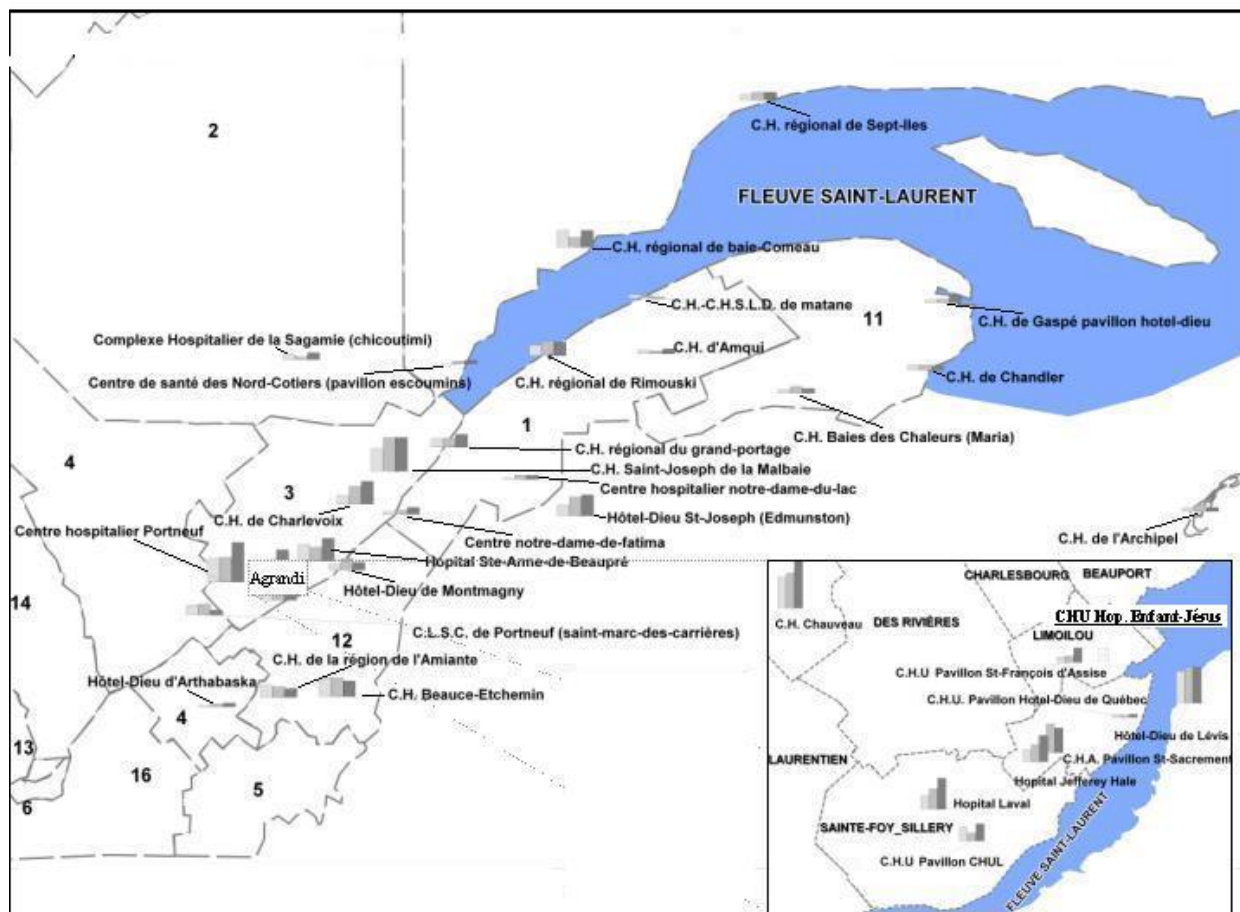 2
C.H. régional de Sept-Iles
FLEUVE SAINT-LAURENT
C.H. régional de baie-Comeau
C.H.-C.H.S.L.D. de matane
11
C.H. de Gaspé pavillon hotel-dieu
Complexe Hospitalier de la Sagamie (chicoutimi)
C.H. d'Amqui
Centre de santé des Nord-Cotiers (pavillon escoumins)
C.H. régional de Rimouski
C.H. de Chandler
1
C.H. Baies des Chaleurs (Maria)
C.H. régional du grand-portage
4
C.H. Saint-Joseph de la Malbaie
3
Centre hospitalier notre-dame-du-lac
C.H. de Charlevoix
Hôtel-Dieu St-Joseph (Edmunston)
Centre hospitalier Portneuf
Centre notre-dame-de-fatima
C.H. de l'Archipel
Hopital Ste-Anne-de-Beaupré
Agrandi
Hôtel-Dieu de Montmagny
14
12
C.L.S.C. de Portneuf (saint-marc-des-carrières)
C.H. de la région de l'Amiante
Hôtel-Dieu d'Arthabaska
C.H. Beauce-Etchemin
4
13
16
5
6
CHARLESBOURG
BEAUPORT
CHU Hop. Enfant-Jésus
C.H. Chauveau
DES RIVIÈRES
LIMOILOU
C.H.U Pavillon St-François d'Assise
C.H.U. Pavillon Hotel-Dieu de Québec
Hôtel-Dieu de Lévis
LAURENTIEN
C.H.A. Pavillon St-Sacrement
Hopital Jefferey Hale
Hopital Laval
SAINTE-FOY_SILLERY
C.H.U Pavillon CHUL
FLEUVE SAINT-LAURENT